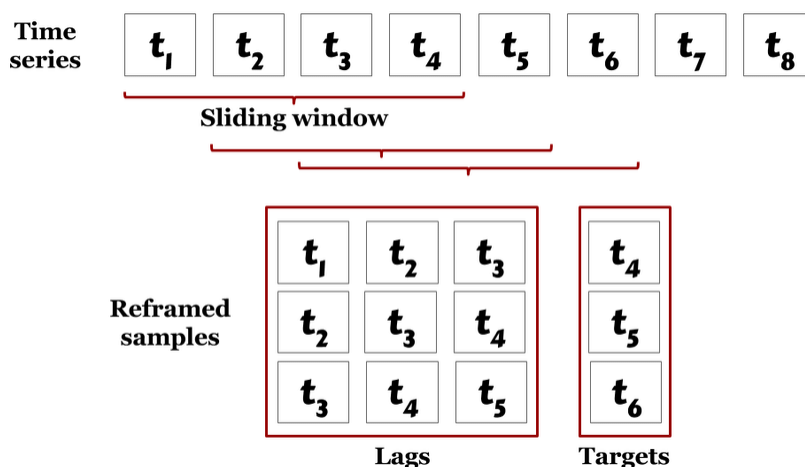 Time series
t1 t2 t3 t4 t5 t6 t7 t8
Sliding window
Reframed samples
t1 t2 t3 t4
t2 t3 t4 t5
t3 t4 t5 t6
Lags Targets